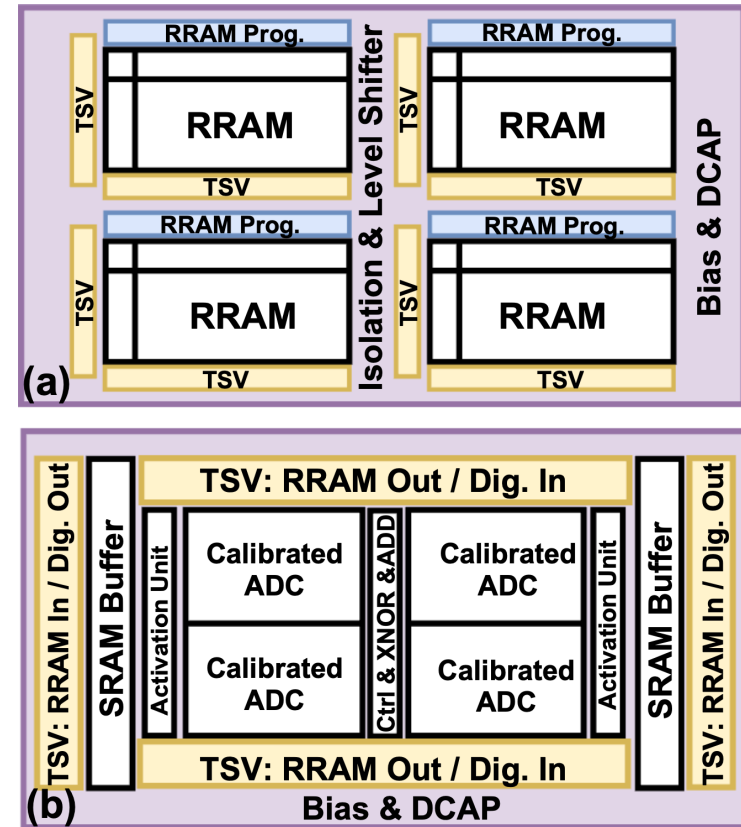 RRAM Prog.
TSV
RRAM
TSV
RRAM Prog.
TSV
RRAM
TSV
Isolation & Level Shifter
Bias & DCAP
RRAM Prog.
TSV
RRAM
TSV
RRAM Prog.
TSV
RRAM
TSV
(a)
TSV: RRAM In / Dig. Out
SRAM Buffer
TSV: RRAM Out / Dig. In
Activation Unit
Calibrated
ADC
Calibrated
ADC
Ctrl & XNOR &ADD
Calibrated
ADC
Calibrated
ADC
Activation Unit
SRAM Buffer
TSV: RRAM In / Dig. Out
TSV: RRAM Out / Dig. In
(b)
Bias & DCAP